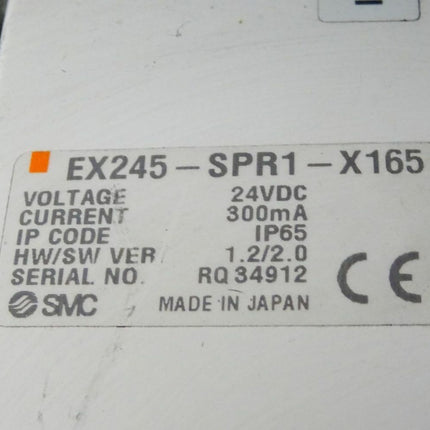 EX245-SPR1-X165
VOLTAGE 24VDC
CURRENT 300mA
IP CODE IP65
HW/SW VER. 1.2/2.0
SERIAL NO. RQ34912
SMC MADE IN JAPAN CE